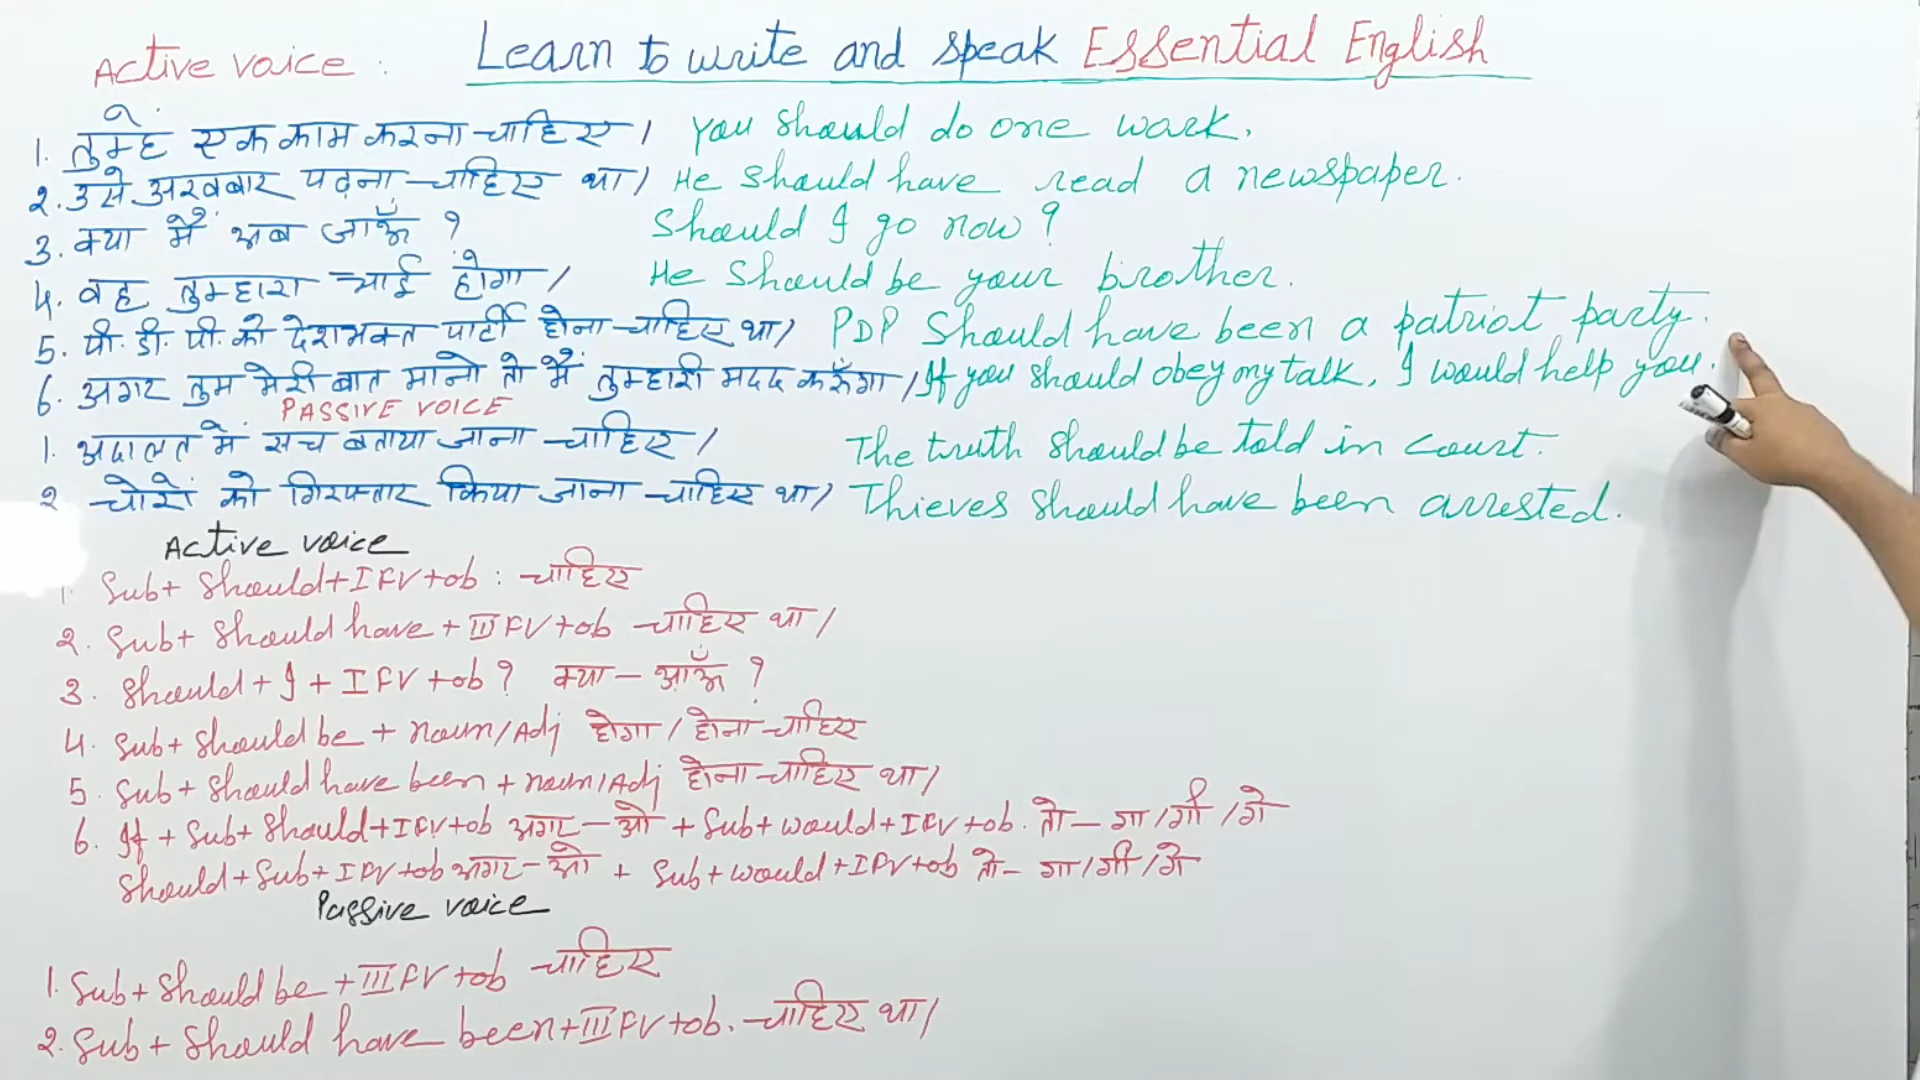 Active voice : Learn to write and speak Essential English
1. तुम्हें एक काम करना चाहिए। You should do one work.
2. उसे अखबार पढ़ना चाहिए था। He should have read a newspaper.
3. क्या मैं अब जाऊँ ? Should I go now ?
4. वह तुम्हारा भाई होगा। He should be your brother.
5. पी. डी. पी. को देशभक्त पार्टी होना चाहिए था। PDP should have been a patriot party.
6. अगर तुम मेरी बात मानो तो मैं तुम्हारी मदद करूँगा। If you should obey my talk, I would help you.
PASSIVE VOICE
1. अदालत में सच बताया जाना चाहिए। The truth should be told in court.
2 चोरों को गिरफ्तार किया जाना चाहिए था। Thieves should have been arrested.
Active voice
1. Sub+ should+IFV+ob : चाहिए
2. Sub+ should have + III FV+ob चाहिए था।
3. Should + I + IFV +ob ? क्या – आऊँ ?
4. Sub+ should be + noun/Adj होगा / होना चाहिए
5. Sub+ should have been + noun/Adj होना चाहिए था।
6. If + Sub+ should+IFV+ob अगर – ओ + Sub+ would+IFV+ob. तो – गा/गी/गे
Should+Sub+IFV+ob अगर – ओ + Sub+would+IFV+ob तो – गा/गी/गे
Passive voice
1. Sub+ should be +III FV +ob चाहिए
2. Sub+ should have been+III FV+ob. चाहिए था।